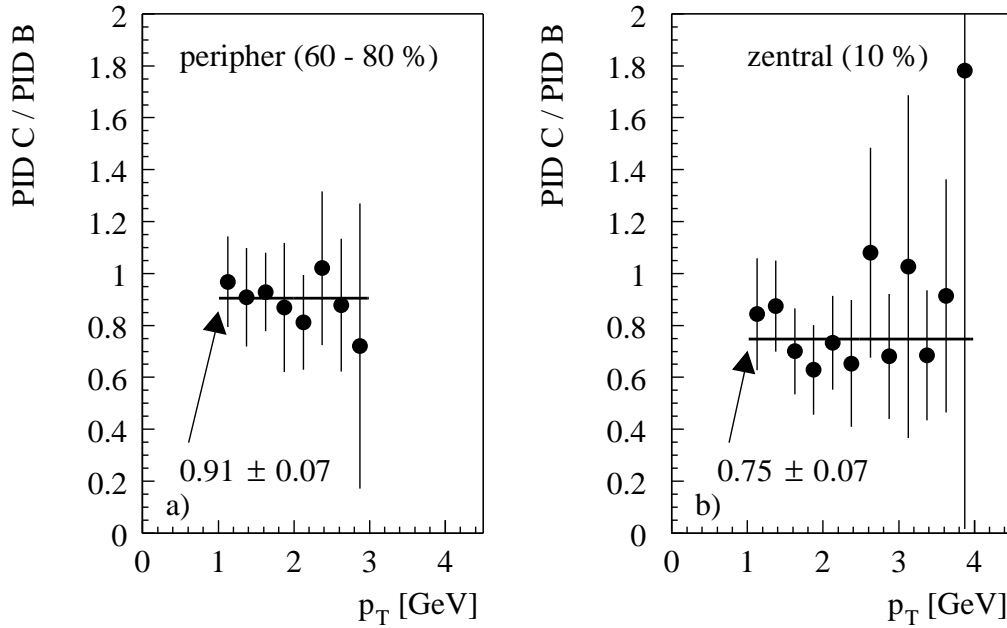 PID C / PID B
2
1.8
1.6
1.4
1.2
1
0.8
0.6
0.4
0.2
0
peripher (60 - 80 %)
0.91 ± 0.07
a)
0 1 2 3 4
p_T [GeV]
PID C / PID B
2
1.8
1.6
1.4
1.2
1
0.8
0.6
0.4
0.2
0
zentral (10 %)
0.75 ± 0.07
b)
0 1 2 3 4
p_T [GeV]